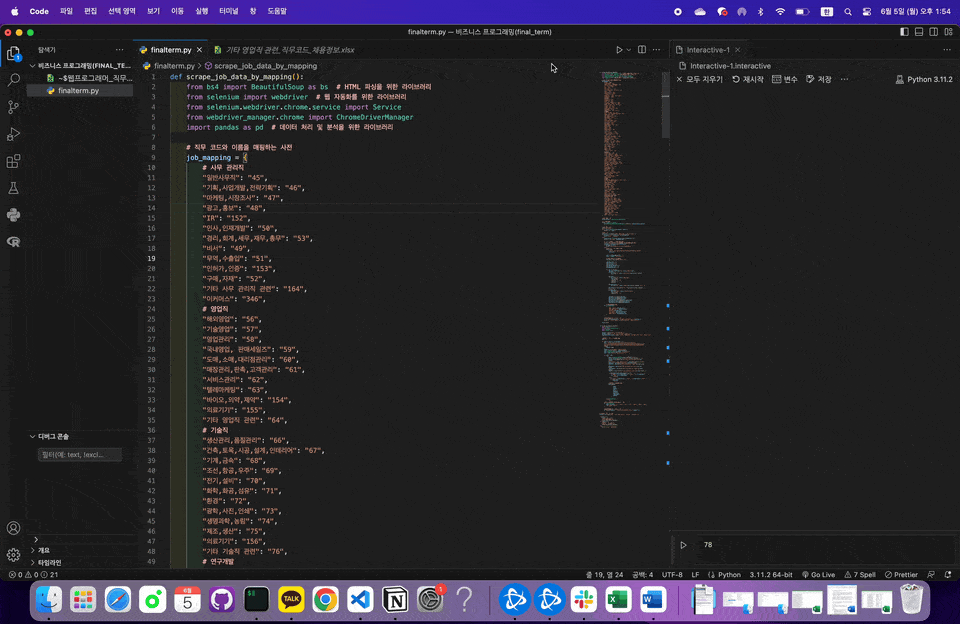 Code 파일 편집 선택 영역 보기 이동 실행 터미널 창 도움말
6월 5일 (월) 오후 1:54
finalterm.py — 비즈니스 프로그래밍(final_term)
탐색기
비즈니스 프로그래밍(FINAL_TE...
~$웹프로그래머_직무...
finalterm.py
디버그 콘솔
필터(예: text, !excl...
개요
타임라인
finalterm.py
기타 영업직 관련_직무코드_채용정보.xlsx
finalterm.py > scrape_job_data_by_mapping
1 def scrape_job_data_by_mapping():
2 from bs4 import BeautifulSoup as bs # HTML 파싱을 위한 라이브러리
3 from selenium import webdriver # 웹 자동화를 위한 라이브러리
4 from selenium.webdriver.chrome.service import Service
5 from webdriver_manager.chrome import ChromeDriverManager
6 import pandas as pd # 데이터 처리 및 분석을 위한 라이브러리
7
8 # 직무 코드와 이름을 매핑하는 사전
9 job_mapping = {
10 # 사무 관리직
11 "일반사무직": "45",
12 "기획,사업개발,전략기획": "46",
13 "마케팅,시장조사": "47",
14 "광고,홍보": "48",
15 "IR": "152",
16 "인사,인재개발": "50",
17 "경리,회계,세무,재무,총무": "53",
18 "비서": "49",
19 "무역,수출입": "51",
20 "인허가,인증": "153",
21 "구매,자재": "52",
22 "기타 사무 관리직 관련": "164",
23 "이커머스": "346",
24 # 영업직
25 "해외영업": "56",
26 "기술영업": "57",
27 "영업관리": "58",
28 "국내영업, 판매세일즈": "59",
29 "도매,소매,대리점관리": "60",
30 "매장관리,판촉,고객관리": "61",
31 "서비스관리": "62",
32 "텔레마케팅": "63",
33 "바이오,의약,제약": "154",
34 "의료기기": "155",
35 "기타 영업직 관련": "64",
36 # 기술직
37 "생산관리,품질관리": "66",
38 "건축,토목,시공,설계,인테리어": "67",
39 "기계,금속": "68",
40 "조선,항공,우주": "69",
41 "전기,설비": "70",
42 "화학,화공,섬유": "71",
43 "환경": "72",
44 "광학,사진,인쇄": "73",
45 "생명과학,농림": "74",
46 "제조,생산": "75",
47 "의료기기": "156",
48 "기타 기술직 관련": "76",
49 # 연구개발
Interactive-1
Interactive-1.interactive
모두 지우기 재시작 변수 저장 ...
Python 3.11.2
78
0 0 21
줄 19, 열 24 공백: 4 UTF-8 LF Python 3.11.2 64-bit Go Live 7 Spell Prettier
6월
5
TALK